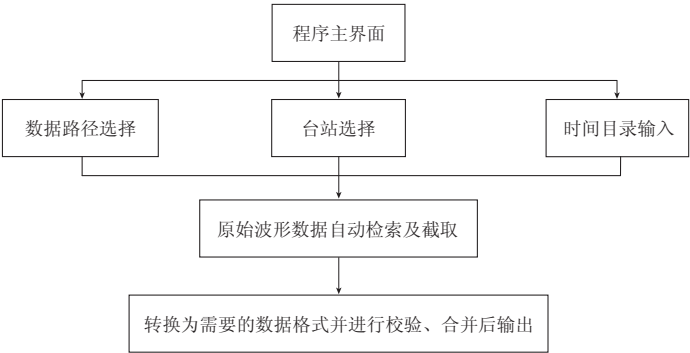 程序主界面
数据路径选择
台站选择
时间目录输入
原始波形数据自动检索及截取
转换为需要的数据格式并进行校验、合并后输出